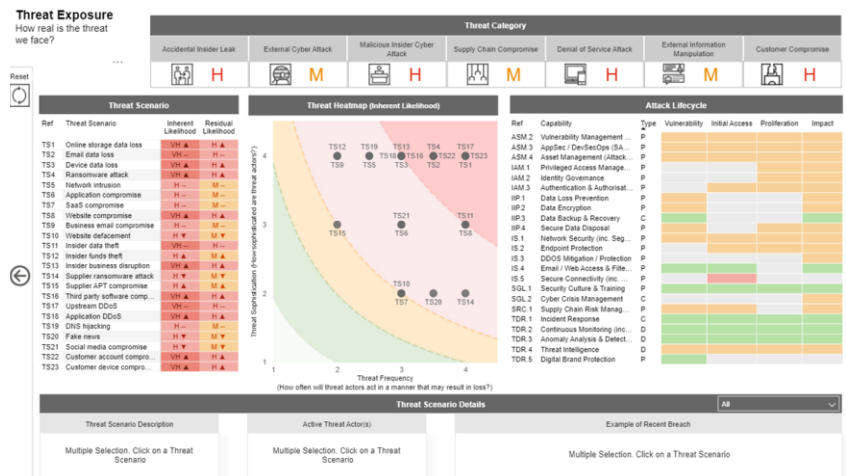 Threat Exposure
How real is the threat
we face?
...
Reset
Threat Category
Accidental Insider Leak
External Cyber Attack
Malicious Insider Cyber
Attack
Supply Chain Compromise
Denial of Service Attack
External Information
Manipulation
Customer Compromise
H
M
H
M
H
M
H
Threat Scenario
Ref Threat Scenario Inherent Likelihood Residual Likelihood
TS1 Online storage data loss VH ▲ H ▲
TS2 Email data loss VH -- H --
TS3 Device data loss VH ▲ H ▲
TS4 Ransomware attack VH ▲ H ▲
TS5 Network intrusion H -- M --
TS6 Application compromise H -- M --
TS7 SaaS compromise H -- M --
TS8 Website compromise VH ▲ H ▲
TS9 Business email compromise H -- M --
TS10 Website defacement H ▼ M ▼
TS11 Insider data theft VH -- H --
TS12 Insider funds theft H ▲ M ▲
TS13 Insider business disruption VH ▲ H ▲
TS14 Supplier ransomware attack H ▼ M ▼
TS15 Supplier APT compromise H ▲ M ▲
TS16 Third party software comp... VH ▲ H ▲
TS17 Upstream DDoS VH -- H --
TS18 Application DDoS VH ▲ H ▲
TS19 DNS hijacking H -- M --
TS20 Fake news H ▼ M ▼
TS21 Social media compromise H ▼ M ▼
TS22 Customer account compro... VH ▲ H ▲
TS23 Customer device compro... VH ▲ H ▲
Threat Heatmap (Inherent Likelihood)
Threat Sophistication (How sophisticated are threat actors?)
4
3
2
1
TS12 TS19 TS13 TS4 TS17
TS18 TS16 TS22 TS23
TS9 TS5 TS3 TS2 TS1
TS21 TS11
TS15 TS6 TS8
TS10
TS7 TS20 TS14
1 2 3 4
Threat Frequency
(How often will threat actors act in a manner that may result in loss?)
Attack Lifecycle
Ref Capability Type Vulnerability Initial Access Proliferation Impact
ASM.2 Vulnerability Management ... P
ASM.3 AppSec / DevSecOps (SA... P
ASM.4 Asset Management (Attack... P
IAM.1 Privileged Access Manage... P
IAM.2 Identity Governance P
IAM.3 Authentication & Authorisat... P
IIP.1 Data Loss Prevention P
IIP.2 Data Encryption P
IIP.3 Data Backup & Recovery C
IIP.4 Secure Data Disposal P
IS.1 Network Security (inc. Seg... P
IS.2 Endpoint Protection P
IS.3 DDOS Mitigation / Protection P
IS.4 Email / Web Access & Filte... P
IS.5 Secure Connectivity (inc. ... P
SGL.1 Security Culture & Training P
SGL.2 Cyber Crisis Management C
SRC.1 Supply Chain Risk Manag... P
TDR.1 Incident Response C
TDR.2 Continuous Monitoring (inc... D
TDR.3 Anomaly Analysis & Detect... D
TDR.4 Threat Intelligence D
TDR.5 Digital Brand Protection P
Threat Scenario Details
All
Threat Scenario Description
Active Threat Actor(s)
Example of Recent Breach
Multiple Selection. Click on a Threat
Scenario
Multiple Selection. Click on a Threat
Scenario
Multiple Selection. Click on a Threat Scenario